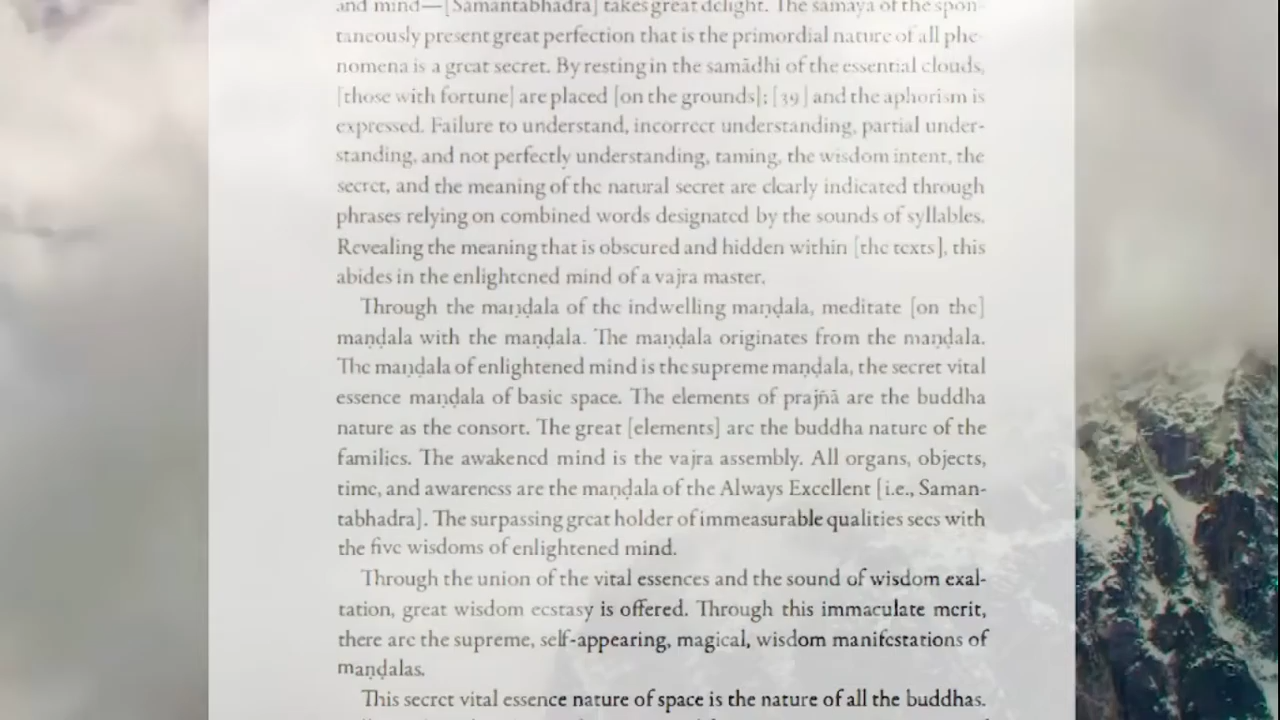 and mind—[Samantabhadra] takes great delight. The samaya of the spon-
taneously present great perfection that is the primordial nature of all phe-
nomena is a great secret. By resting in the samādhi of the essential clouds,
[those with fortune] are placed [on the grounds]; [39] and the aphorism is
expressed. Failure to understand, incorrect understanding, partial under-
standing, and not perfectly understanding, taming, the wisdom intent, the
secret, and the meaning of the natural secret are clearly indicated through
phrases relying on combined words designated by the sounds of syllables.
Revealing the meaning that is obscured and hidden within [the texts], this
abides in the enlightened mind of a vajra master.
Through the maṇḍala of the indwelling maṇḍala, meditate [on the]
maṇḍala with the maṇḍala. The maṇḍala originates from the maṇḍala.
The maṇḍala of enlightened mind is the supreme maṇḍala, the secret vital
essence maṇḍala of basic space. The elements of prajñā are the buddha
nature as the consort. The great [elements] are the buddha nature of the
families. The awakened mind is the vajra assembly. All organs, objects,
time, and awareness are the maṇḍala of the Always Excellent [i.e., Saman-
tabhadra]. The surpassing great holder of immeasurable qualities sees with
the five wisdoms of enlightened mind.
Through the union of the vital essences and the sound of wisdom exal-
tation, great wisdom ecstasy is offered. Through this immaculate merit,
there are the supreme, self-appearing, magical, wisdom manifestations of
maṇḍalas.
This secret vital essence nature of space is the nature of all the buddhas.